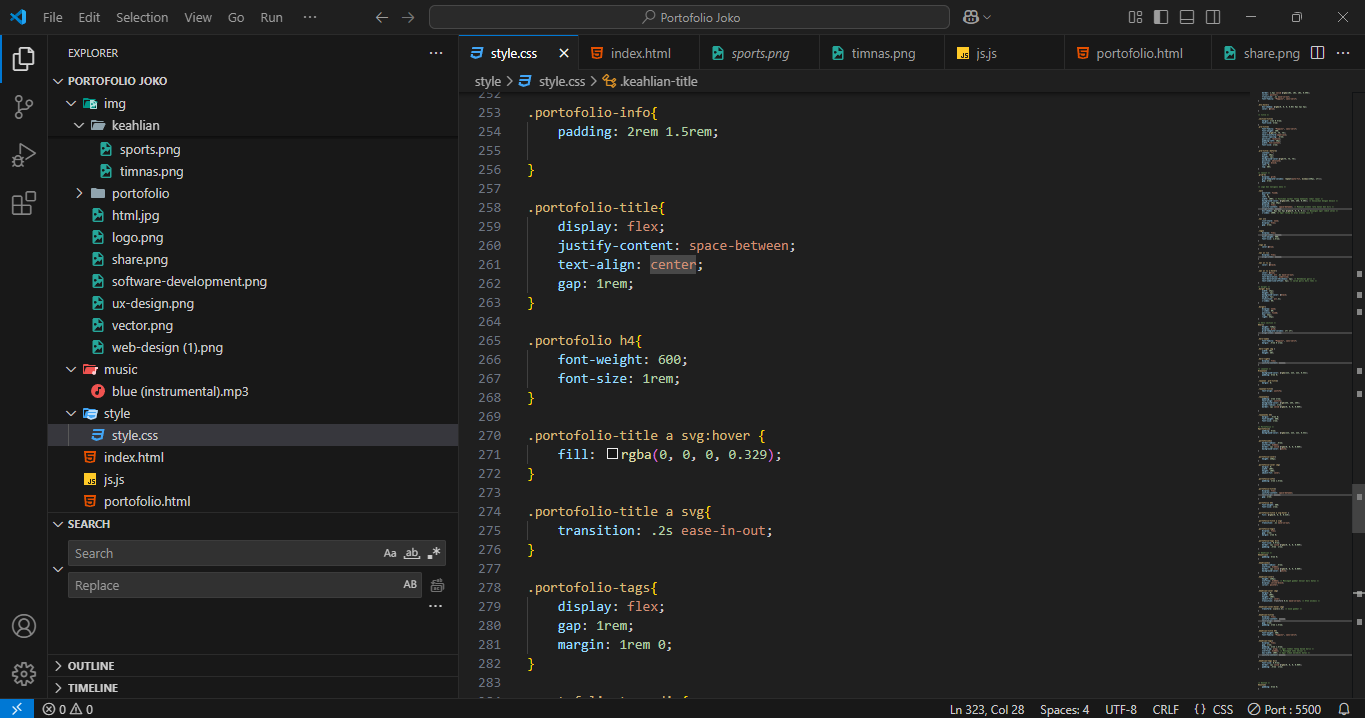 File Edit Selection View Go Run ··· Portofolio Joko
EXPLORER
PORTOFOLIO JOKO
img
keahlian
sports.png
timnas.png
portofolio
html.jpg
logo.png
share.png
software-development.png
ux-design.png
vector.png
web-design (1).png
music
blue (instrumental).mp3
style
style.css
index.html
JS js.js
portofolio.html
SEARCH
Search Aa ab .*
Replace AB
OUTLINE
TIMELINE
style.css index.html sports.png timnas.png JS js.js portofolio.html share.png
style > style.css > .keahlian-title
252
253 .portofolio-info{
254 padding: 2rem 1.5rem;
255
256 }
257
258 .portofolio-title{
259 display: flex;
260 justify-content: space-between;
261 text-align: center;
262 gap: 1rem;
263 }
264
265 .portofolio h4{
266 font-weight: 600;
267 font-size: 1rem;
268 }
269
270 .portofolio-title a svg:hover {
271 fill: rgba(0, 0, 0, 0.329);
272 }
273
274 .portofolio-title a svg{
275 transition: .2s ease-in-out;
276 }
277
278 .portofolio-tags{
279 display: flex;
280 gap: 1rem;
281 margin: 1rem 0;
282 }
283
0 0 Ln 323, Col 28 Spaces: 4 UTF-8 CRLF {} CSS Port : 5500